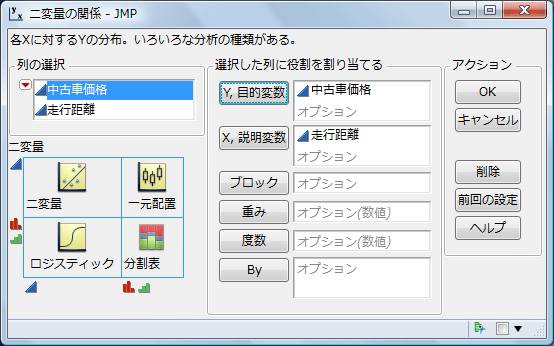 二変量の関係 - JMP
各Xに対するYの分布。いろいろな分析の種類がある。
列の選択
中古車価格
走行距離
二変量
二変量
一元配置
ロジスティック
分割表
選択した列に役割を割り当てる
Y, 目的変数
中古車価格
オプション
X, 説明変数
走行距離
オプション
ブロック
オプション
重み
オプション(数値)
度数
オプション(数値)
By
オプション
アクション
OK
キャンセル
削除
前回の設定
ヘルプ